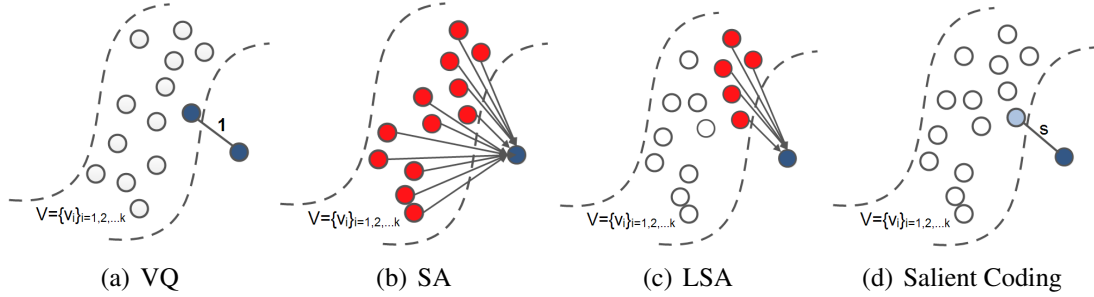 1
V={vᵢ}ᵢ₌₁,₂,...ₖ
V={vᵢ}ᵢ₌₁,₂,...ₖ
V={vᵢ}ᵢ₌₁,₂,...ₖ
s
V={vᵢ}ᵢ₌₁,₂,...ₖ
(a) VQ
(b) SA
(c) LSA
(d) Salient Coding